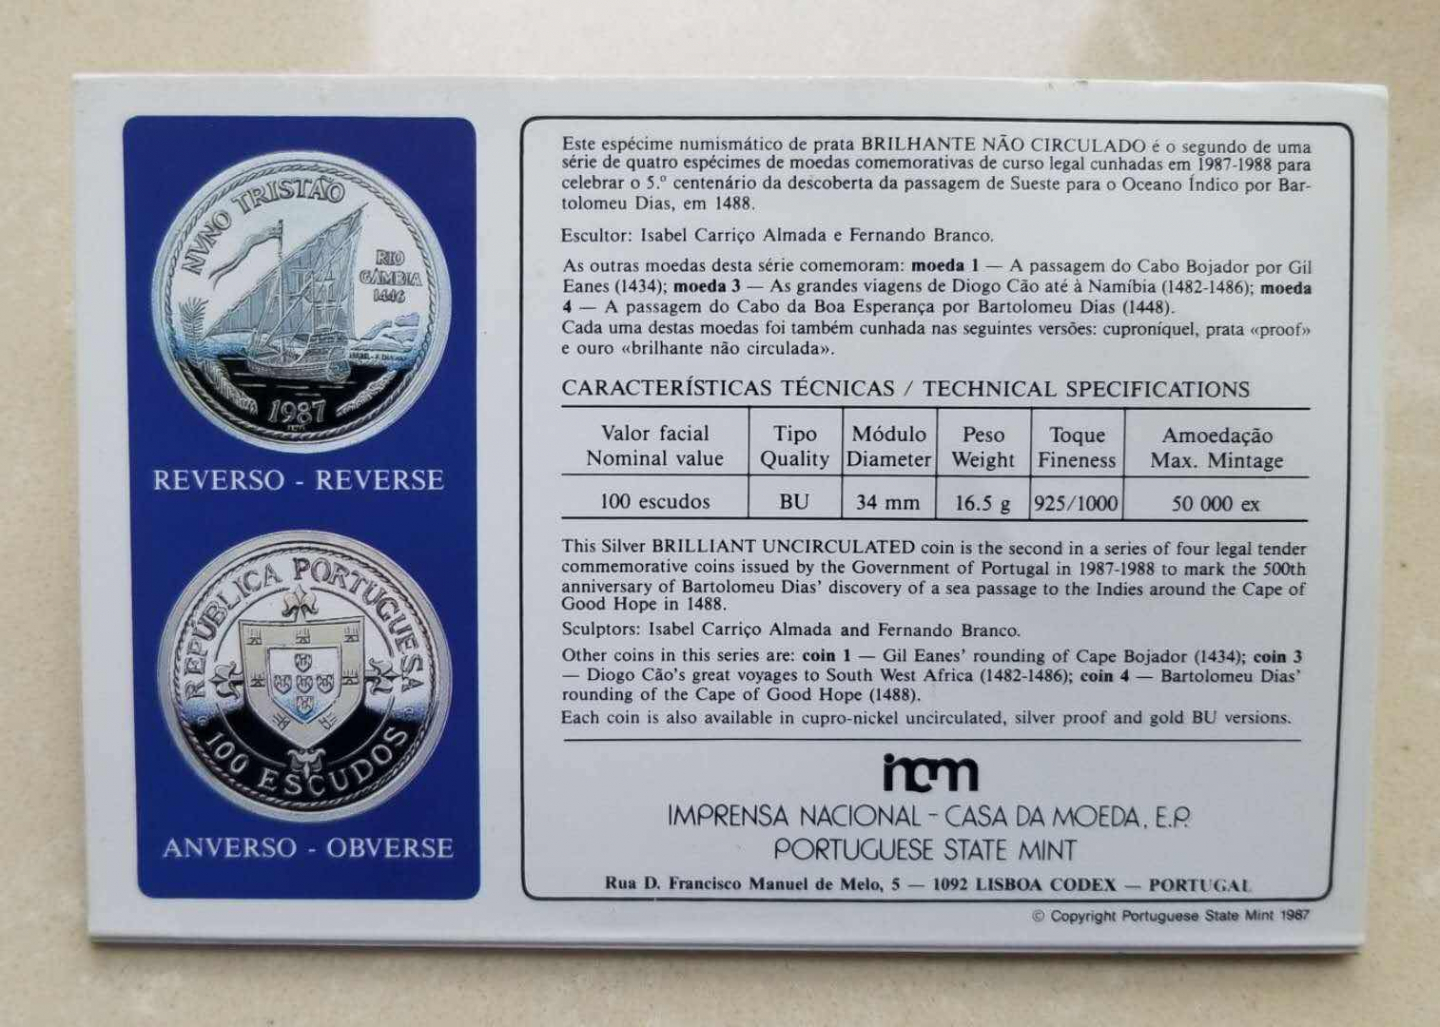 NVNO TRISTÃO
RIO
GÂMBIA
1446
1987
REVERSO - REVERSE
REPÚBLICA PORTUGUESA
100 ESCUDOS
ANVERSO - OBVERSE
Este espécime numismático de prata BRILHANTE NÃO CIRCULADO é o segundo de uma
série de quatro espécimes de moedas comemorativas de curso legal cunhadas em 1987-1988 para
celebrar o 5.º centenário da descoberta da passagem de Sueste para o Oceano Índico por Bar-
tolomeu Dias, em 1488.
Escultor: Isabel Carriço Almada e Fernando Branco.
As outras moedas desta série comemoram: moeda 1 — A passagem do Cabo Bojador por Gil
Eanes (1434); moeda 3 — As grandes viagens de Diogo Cão até à Namíbia (1482-1486); moeda
4 — A passagem do Cabo da Boa Esperança por Bartolomeu Dias (1448).
Cada uma destas moedas foi também cunhada nas seguintes versões: cuproníquel, prata «proof»
e ouro «brilhante não circulada».
CARACTERÍSTICAS TÉCNICAS / TECHNICAL SPECIFICATIONS
Valor facial Tipo Módulo Peso Toque Amoedação
Nominal value Quality Diameter Weight Fineness Max. Mintage
100 escudos BU 34 mm 16.5 g 925/1000 50 000 ex
This Silver BRILLIANT UNCIRCULATED coin is the second in a series of four legal tender
commemorative coins issued by the Government of Portugal in 1987-1988 to mark the 500th
anniversary of Bartolomeu Dias' discovery of a sea passage to the Indies around the Cape of
Good Hope in 1488.
Sculptors: Isabel Carriço Almada and Fernando Branco.
Other coins in this series are: coin 1 — Gil Eanes' rounding of Cape Bojador (1434); coin 3
— Diogo Cão's great voyages to South West Africa (1482-1486); coin 4 — Bartolomeu Dias'
rounding of the Cape of Good Hope (1488).
Each coin is also available in cupro-nickel uncirculated, silver proof and gold BU versions.
incm
IMPRENSA NACIONAL - CASA DA MOEDA, E.P.
PORTUGUESE STATE MINT
Rua D. Francisco Manuel de Melo, 5 — 1092 LISBOA CODEX — PORTUGAL
© Copyright Portuguese State Mint 1987